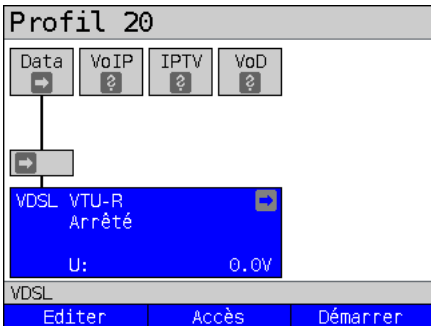 Profil 20
Data VoIP IPTV VoD
? ? ?
VDSL VTU-R
Arrêté
U: 0.0V
VDSL
Editer Accès Démarrer